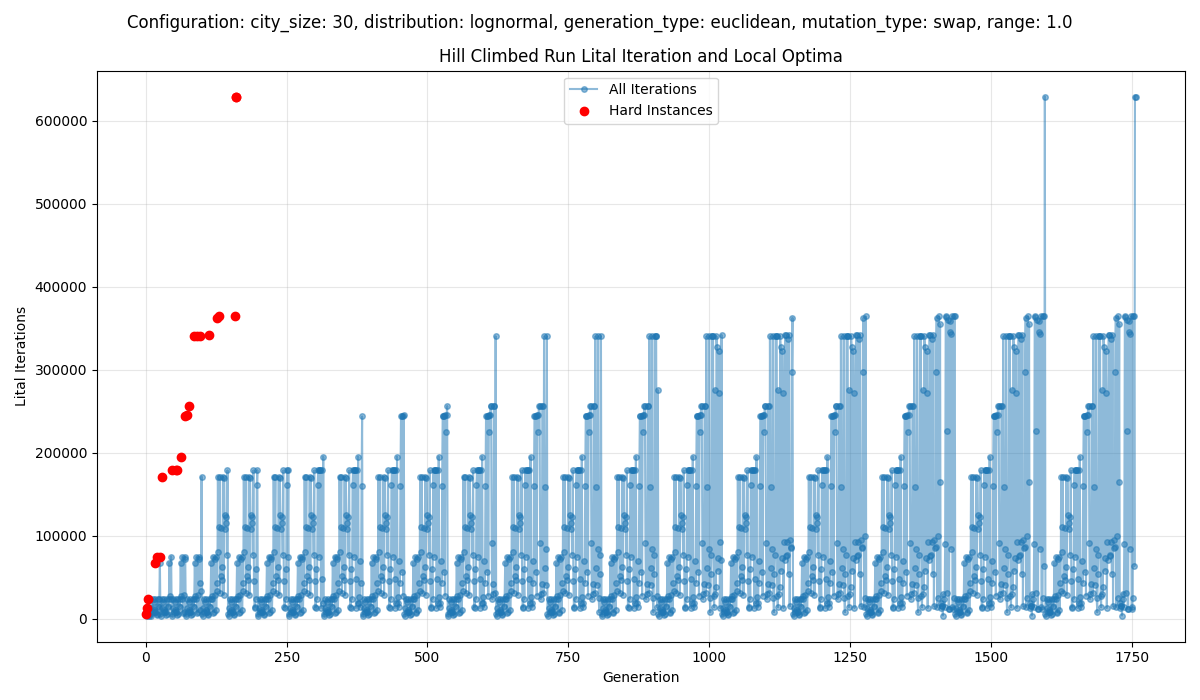 Configuration: city_size: 30, distribution: lognormal, generation_type: euclidean, mutation_type: swap, range: 1.0
Hill Climbed Run Lital Iteration and Local Optima
All Iterations
Hard Instances
600000
500000
400000
300000
200000
100000
0
Lital Iterations
0 250 500 750 1000 1250 1500 1750
Generation